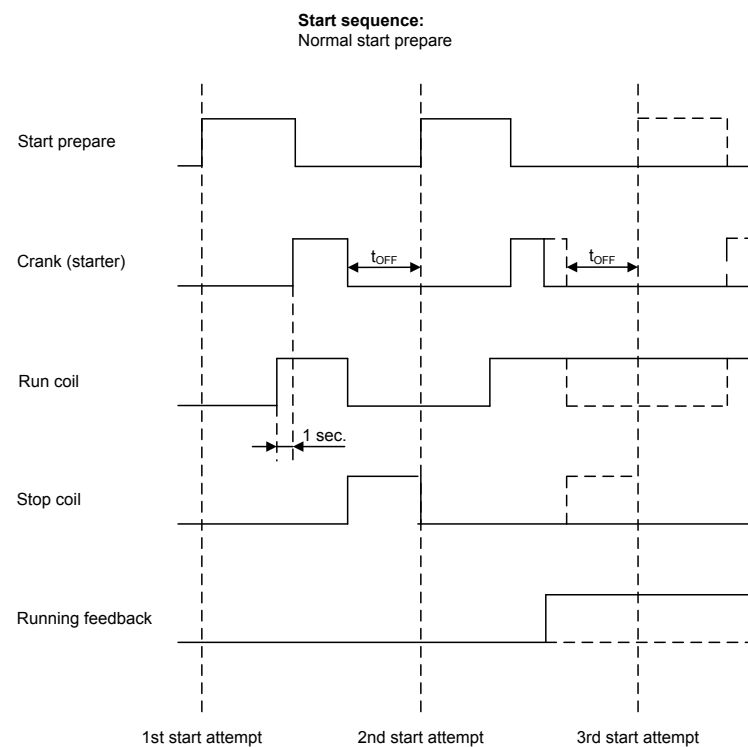 Start sequence:
Normal start prepare
Start prepare
Crank (starter)
tOFF
tOFF
Run coil
1 sec.
Stop coil
Running feedback
1st start attempt
2nd start attempt
3rd start attempt